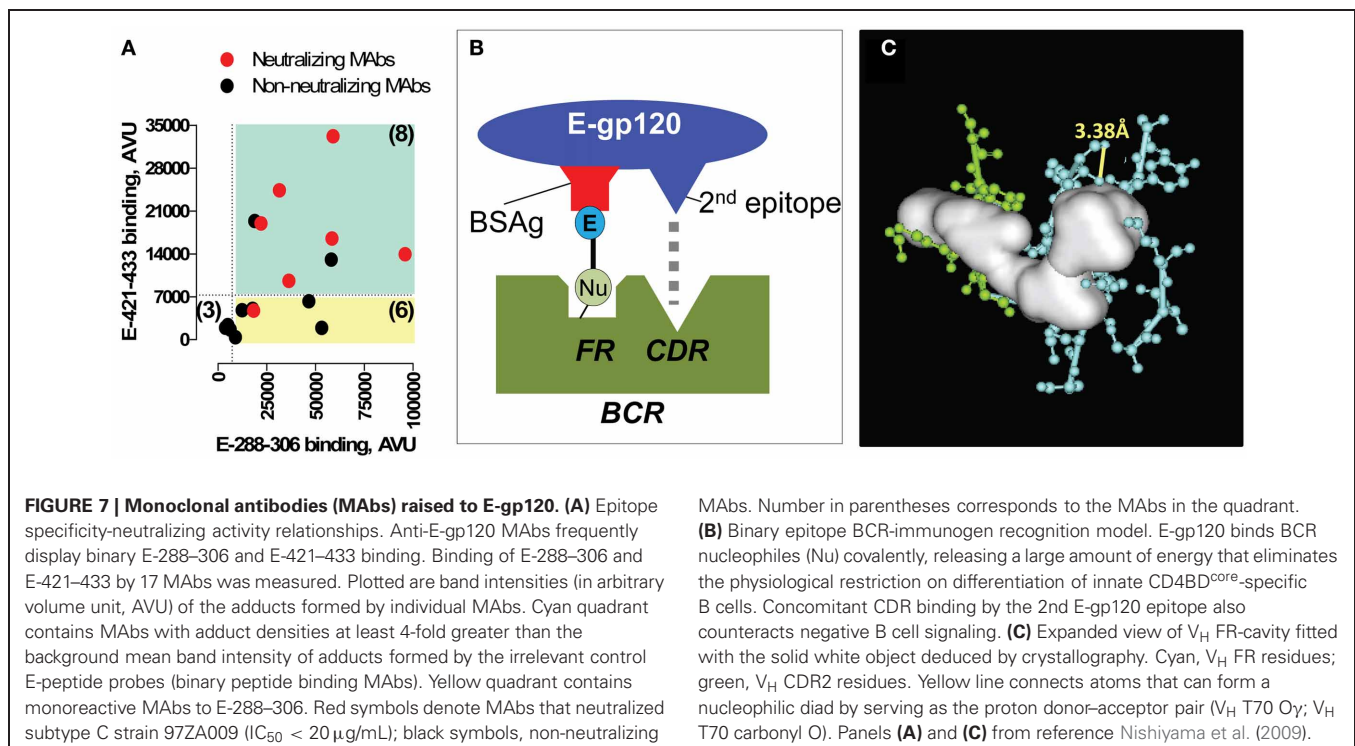 A
Neutralizing MAbs
Non-neutralizing MAbs
E-421-433 binding, AVU
35000
28000
21000
14000
7000
0
(8)
(3)
(6)
0
25000
50000
75000
100000
E-288-306 binding, AVU
B
E-gp120
BSAg
2nd epitope
E
Nu
FR
CDR
BCR
C
3.38Å
FIGURE 7 | Monoclonal antibodies (MAbs) raised to E-gp120. (A) Epitope
specificity-neutralizing activity relationships. Anti-E-gp120 MAbs frequently
display binary E-288–306 and E-421–433 binding. Binding of E-288–306 and
E-421–433 by 17 MAbs was measured. Plotted are band intensities (in arbitrary
volume unit, AVU) of the adducts formed by individual MAbs. Cyan quadrant
contains MAbs with adduct densities at least 4-fold greater than the
background mean band intensity of adducts formed by the irrelevant control
E-peptide probes (binary peptide binding MAbs). Yellow quadrant contains
monoreactive MAbs to E-288–306. Red symbols denote MAbs that neutralized
subtype C strain 97ZA009 (IC50 < 20 μg/mL); black symbols, non-neutralizing
MAbs. Number in parentheses corresponds to the MAbs in the quadrant.
(B) Binary epitope BCR-immunogen recognition model. E-gp120 binds BCR
nucleophiles (Nu) covalently, releasing a large amount of energy that eliminates
the physiological restriction on differentiation of innate CD4BDcore-specific
B cells. Concomitant CDR binding by the 2nd E-gp120 epitope also
counteracts negative B cell signaling. (C) Expanded view of VH FR-cavity fitted
with the solid white object deduced by crystallography. Cyan, VH FR residues;
green, VH CDR2 residues. Yellow line connects atoms that can form a
nucleophilic diad by serving as the proton donor–acceptor pair (VH T70 Oγ; VH
T70 carbonyl O). Panels (A) and (C) from reference Nishiyama et al. (2009).